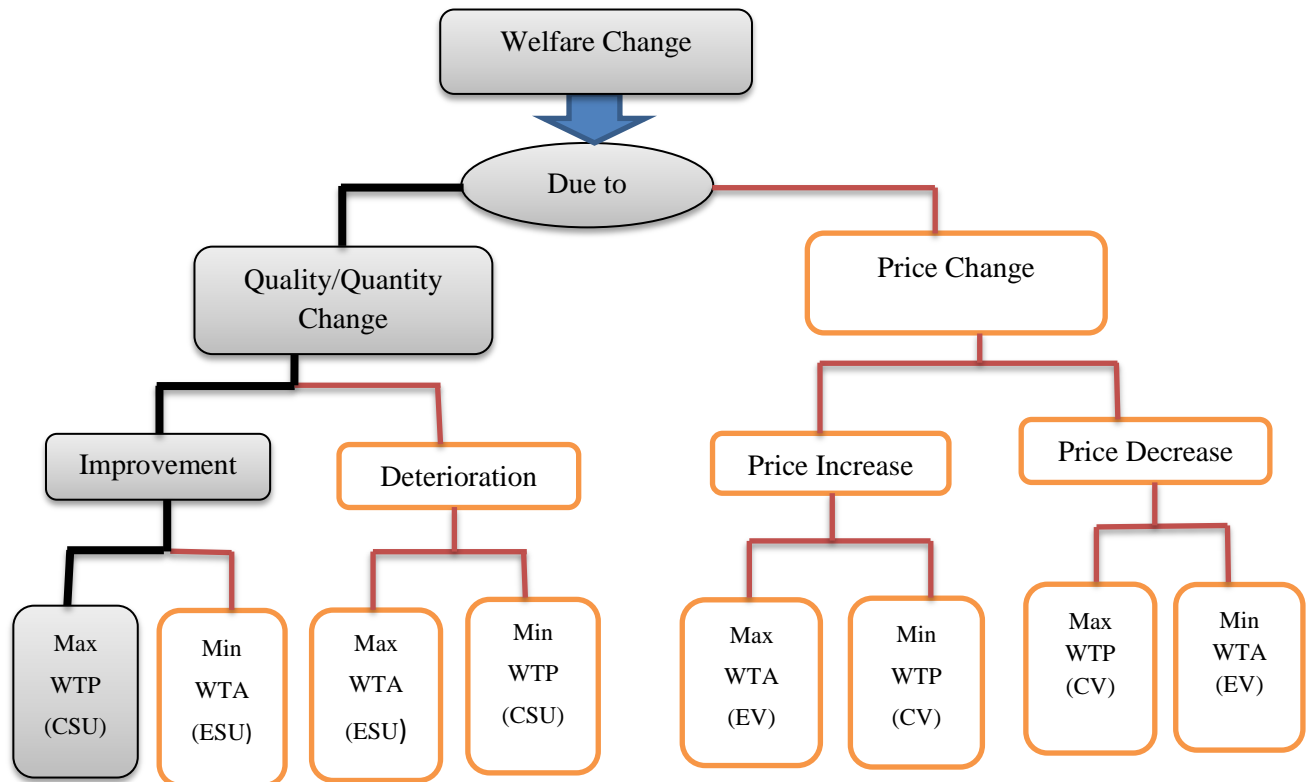 Welfare Change
Due to
Quality/Quantity
Change
Price Change
Improvement
Deterioration
Price Increase
Price Decrease
Max
WTP
(CSU)
Min
WTA
(ESU)
Max
WTA
(ESU)
Min
WTP
(CSU)
Max
WTA
(EV)
Min
WTP
(CV)
Max
WTP
(CV)
Min
WTA
(EV)